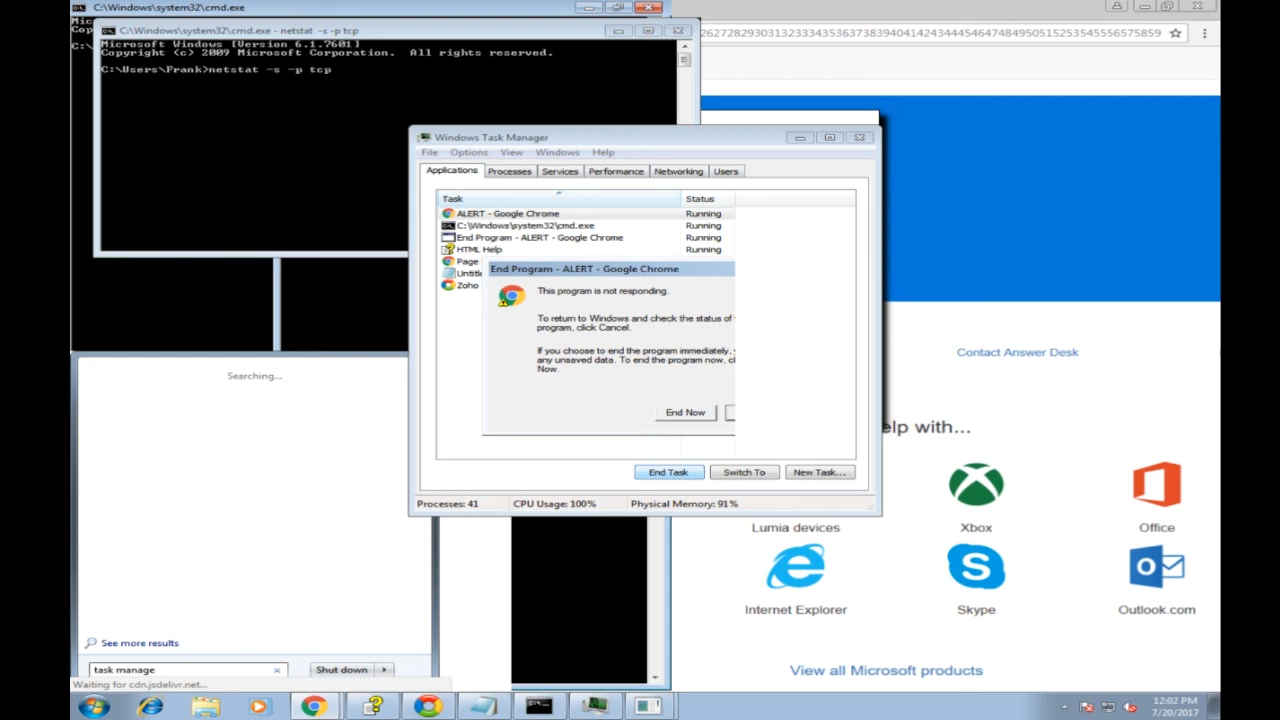 C:\Windows\system32\cmd.exe
Mic
Cop
C:\
C:\Windows\system32\cmd.exe - netstat -s -p tcp
Microsoft Windows [Version 6.1.7601]
Copyright (c) 2009 Microsoft Corporation. All rights reserved.
C:\Users\Frank>netstat -s -p tcp
26272829303132333435363738394041424344454647484950515253545556575859
Windows Task Manager
File Options View Windows Help
Applications Processes Services Performance Networking Users
Task Status
ALERT - Google Chrome Running
C:\Windows\system32\cmd.exe Running
End Program - ALERT - Google Chrome Running
HTML Help Running
Page
Untitle
Zoho
End Program - ALERT - Google Chrome
This program is not responding.
To return to Windows and check the status of
program, click Cancel.
If you choose to end the program immediately,
any unsaved data. To end the program now, cl
Now.
End Now
End Task Switch To New Task...
Processes: 41 CPU Usage: 100% Physical Memory: 91%
Contact Answer Desk
elp with...
Lumia devices Xbox Office
Internet Explorer Skype Outlook.com
View all Microsoft products
Searching...
See more results
task manage
Shut down
Waiting for cdn.jsdelivr.net...
12:02 PM
7/20/2017